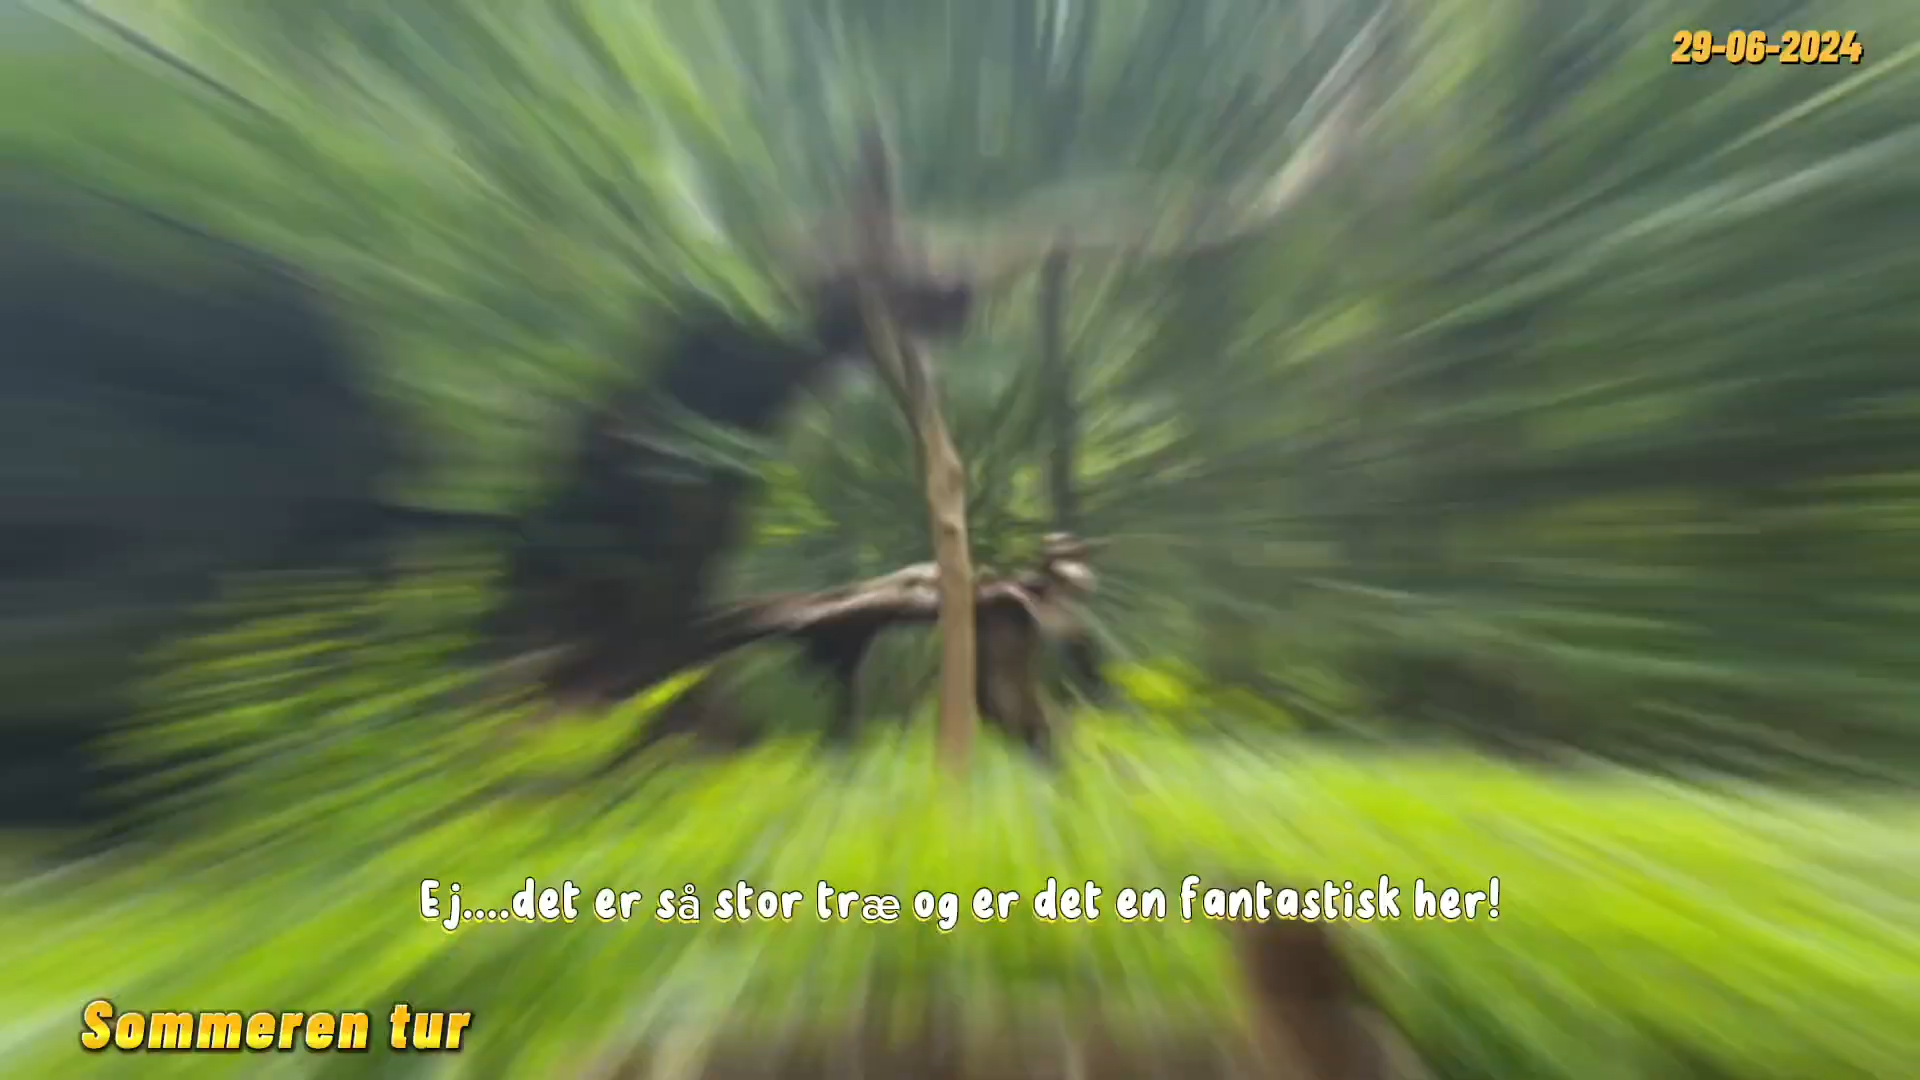 29-06-2024
Ej....det er så stor træ og er det en fantastisk her!
Sommeren tur